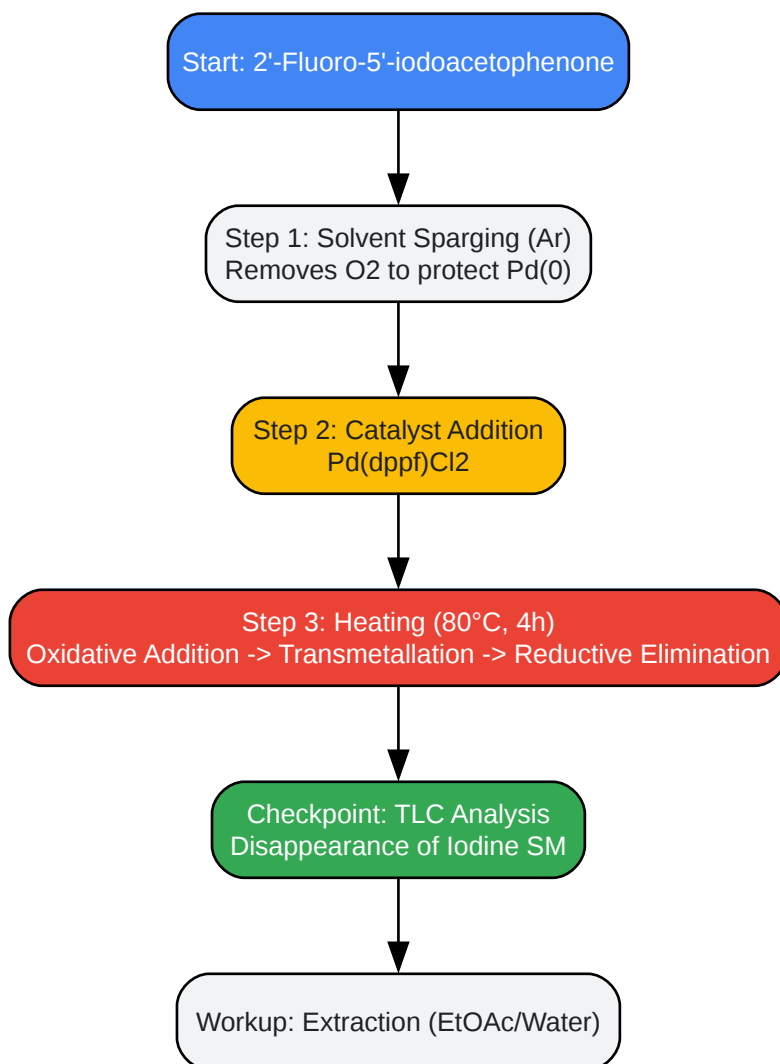 Start: 2'-Fluoro-5'-iodoacetophenone
Step 1: Solvent Sparging (Ar)
Removes O2 to protect Pd(0)
Step 2: Catalyst Addition
Pd(dppf)Cl2
Step 3: Heating (80°C, 4h)
Oxidative Addition -> Transmetallation -> Reductive Elimination
Checkpoint: TLC Analysis
Disappearance of Iodine SM
Workup: Extraction (EtOAc/Water)